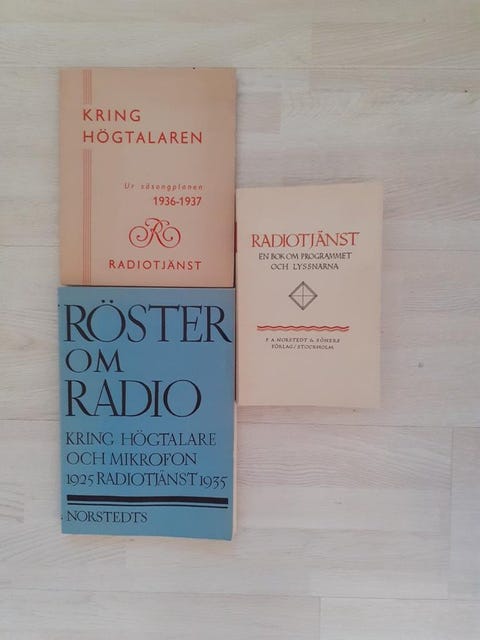 KRING
HÖGTALAREN
Ur säsongplanen
1936-1937
R
RADIOTJÄNST
RADIOTJÄNST
EN BOK OM PROGRAMMET
OCH LYSSNARNA
P. A. NORSTEDT & SÖNERS
FÖRLAG/STOCKHOLM
RÖSTER
OM
RADIO
KRING HÖGTALARE
OCH MIKROFON
1925 RADIOTJÄNST 1935
NORSTEDTS